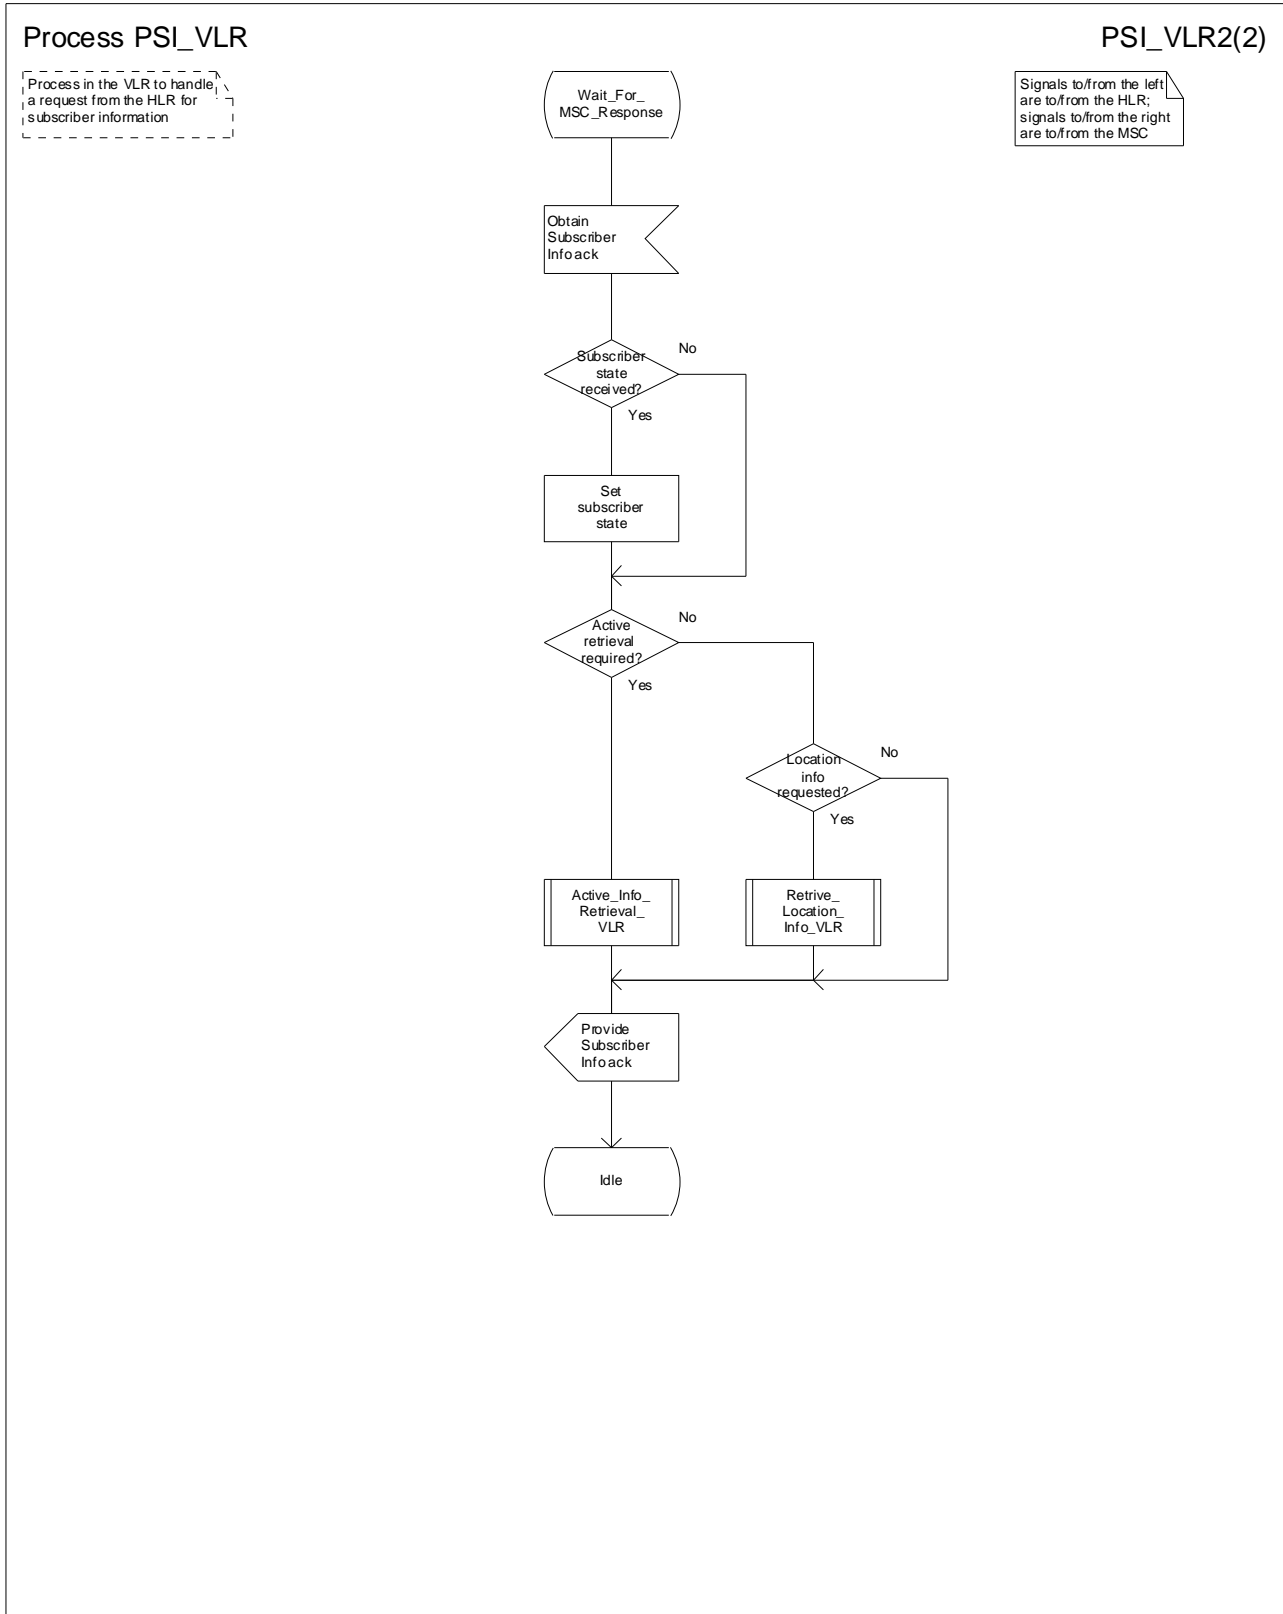 Process PSI_VLR
PSI_VLR2(2)
Process in the VLR to handle
a request from the HLR for
subscriber information
Wait_For_
MSC_Response
Signals to/from the left
are to/from the HLR;
signals to/from the right
are to/from the MSC
Obtain
Subscriber
Info ack
Subscriber
state
received?
No
Yes
Set
subscriber
state
Active
retrieval
required?
No
Yes
Location
info
requested?
No
Yes
Active_Info_
Retrieval_
VLR
Retrive_
Location_
Info_VLR
Provide
Subscriber
Info ack
Idle